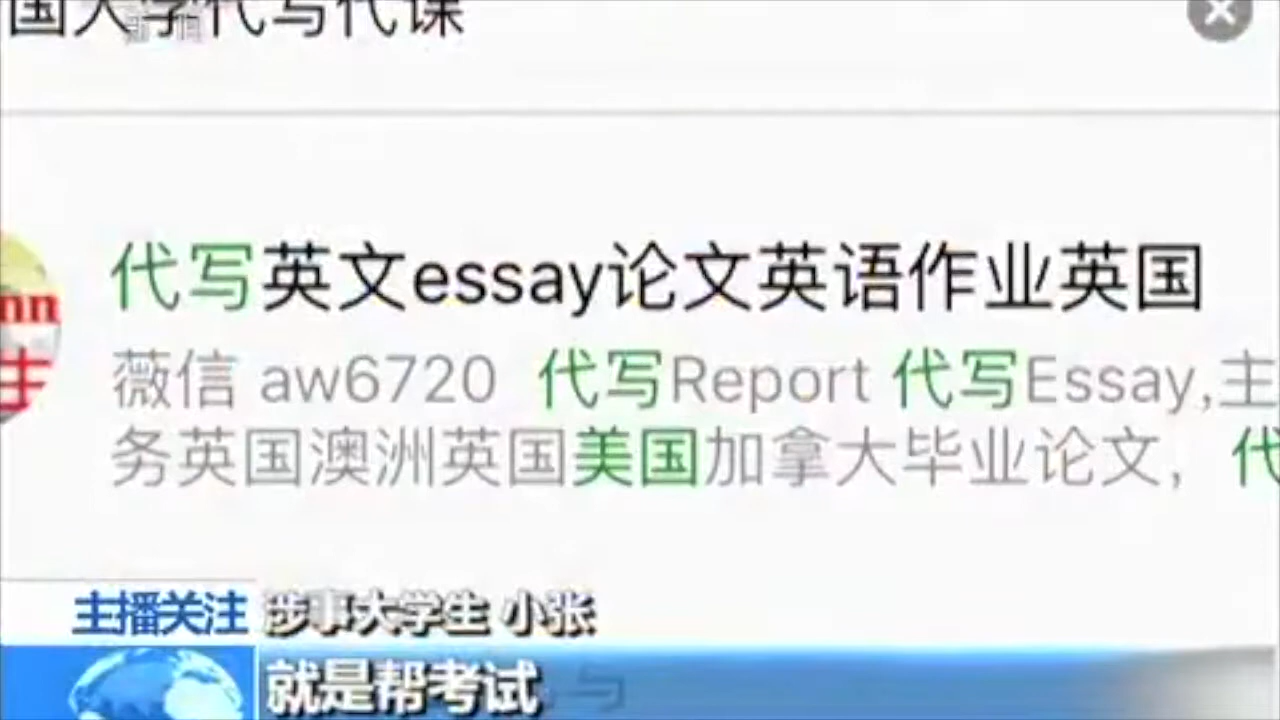 国大学代写代课
代写英文essay论文英语作业英国
薇信 aw6720 代写Report 代写Essay,主
务英国澳洲英国美国加拿大毕业论文，代
nn
生
主播关注
涉事大学生 小张
就是帮考试